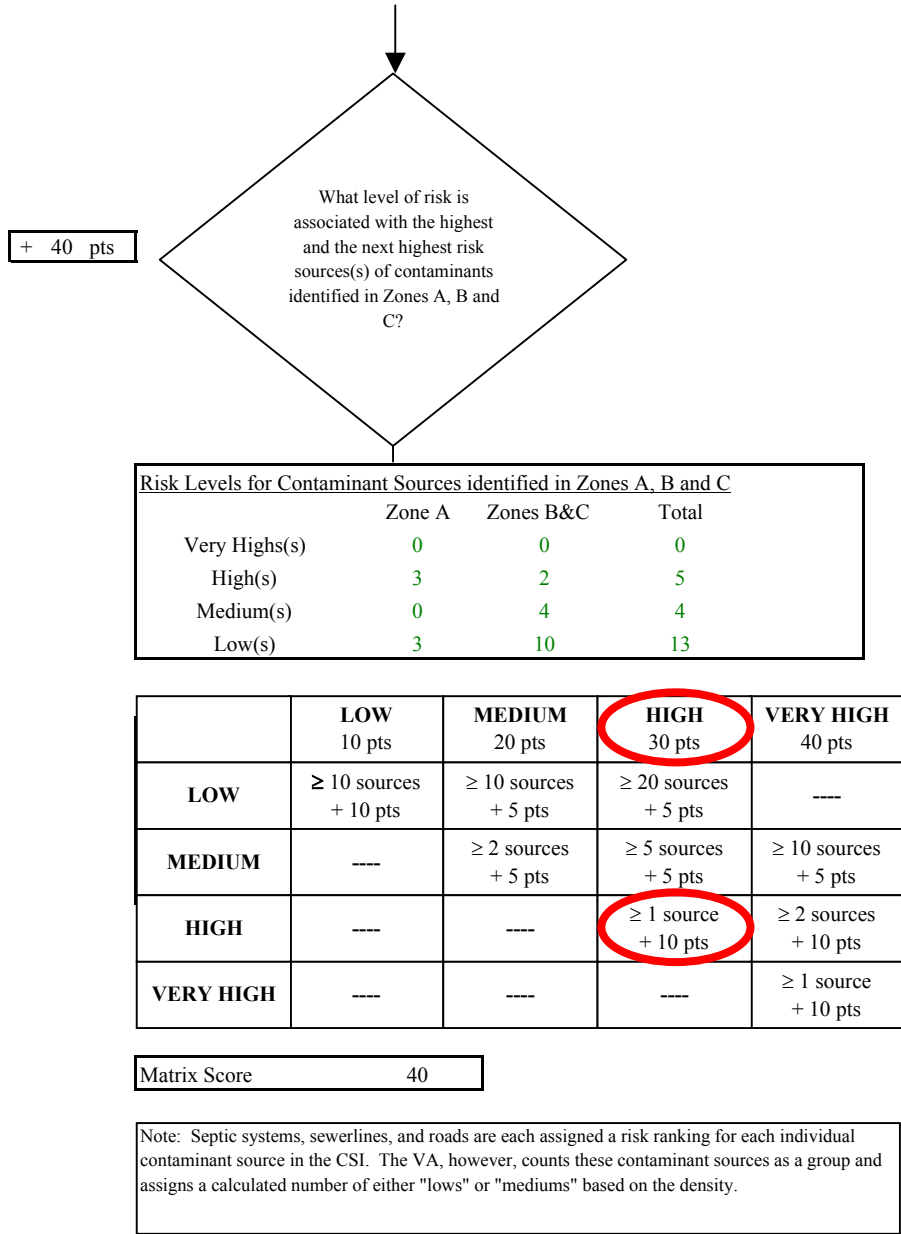 What level of risk is
associated with the highest
and the next highest risk
sources(s) of contaminants
identified in Zones A, B and
C?
+ 40 pts
Risk Levels for Contaminant Sources identified in Zones A, B and C
Zone A Zones B&C Total
Very Highs(s) 0 0 0
High(s) 3 2 5
Medium(s) 0 4 4
Low(s) 3 10 13
LOW MEDIUM HIGH VERY HIGH
10 pts 20 pts 30 pts 40 pts
LOW ≥ 10 sources ≥ 10 sources ≥ 20 sources ----
+ 10 pts + 5 pts + 5 pts
MEDIUM ---- ≥ 2 sources ≥ 5 sources ≥ 10 sources
+ 5 pts + 5 pts + 5 pts
HIGH ---- ---- ≥ 1 source ≥ 2 sources
+ 10 pts + 10 pts
VERY HIGH ---- ---- ---- ≥ 1 source
+ 10 pts
Matrix Score 40
Note: Septic systems, sewerlines, and roads are each assigned a risk ranking for each individual
contaminant source in the CSI. The VA, however, counts these contaminant sources as a group and
assigns a calculated number of either "lows" or "mediums" based on the density.